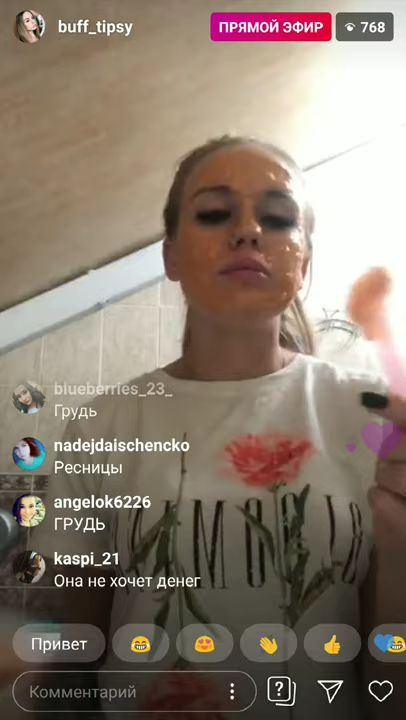 buff_tipsy
ПРЯМОЙ ЭФИР
768
blueberries_23_
Грудь
nadejdaischencko
Ресницы
angelok6226
ГРУДЬ
kaspi_21
Она не хочет денег
Привет
Комментарий